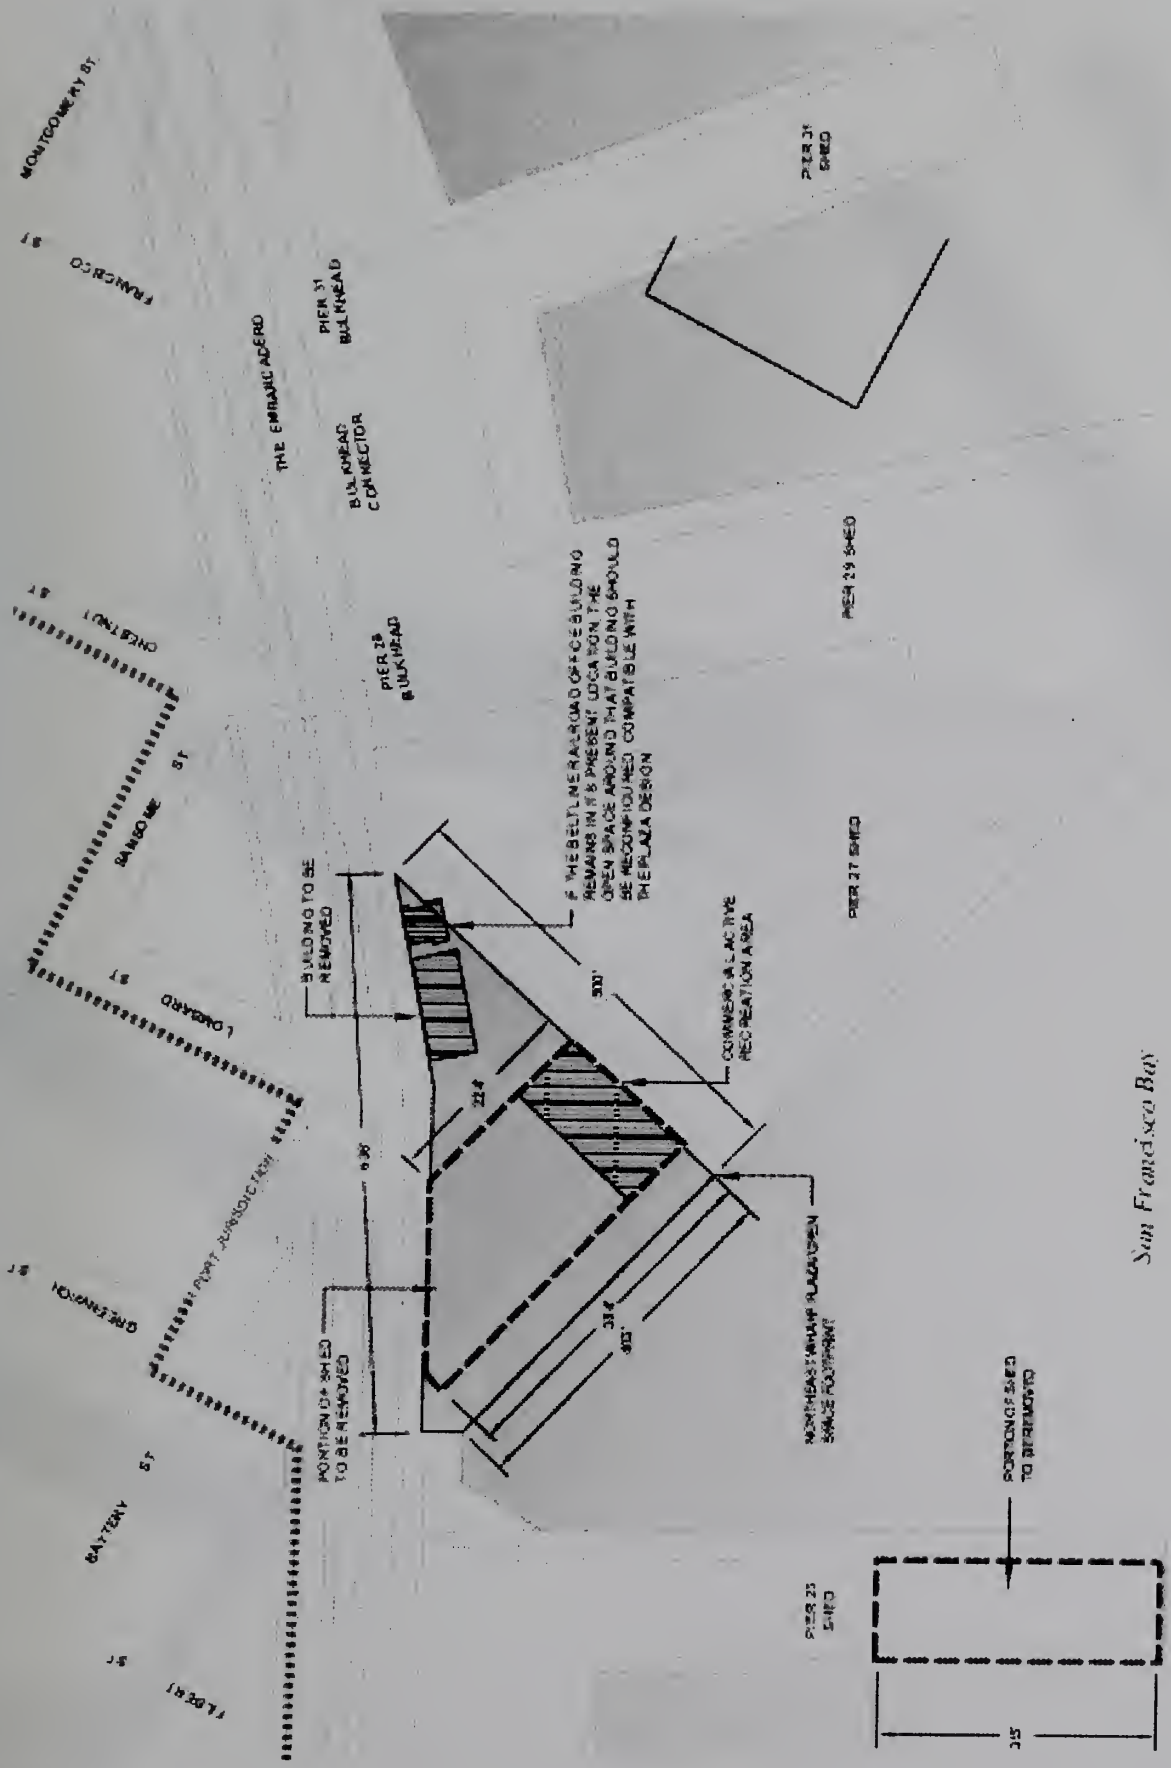 MONTGOMERY ST.
FRANCISCO ST
THE EMBARCADERO
PIER 31
BULKHEAD
BULKHEAD
CONNECTOR
PIER 31
SHED
CHESTNUT ST
PIER 29
BULKHEAD
PIER 29 SHED
SANSOME ST
BUILDING TO BE
REMOVED
IF THE BELTLINE RAILROAD OFFICE BUILDING
REMAINS IN ITS PRESENT LOCATION, THE
OPEN SPACE AROUND THAT BUILDING SHOULD
BE RECONFIGURED COMPATIBLE WITH
THE PLAZA DESIGN
PIER 27 SHED
LOMBARD ST
COMMERCIAL ACTIVE
RECREATION AREA
PORT JURISDICTION
GREENWICH ST
PORTION OF SHED
TO BE REMOVED
NORTHEAST WHARF PLAZA OPEN
SPACE FOOTPRINT
San Francisco Bay
BATTERY ST
FILBERT ST
PIER 23
SHED
PORTION OF SHED
TO BE REMOVED